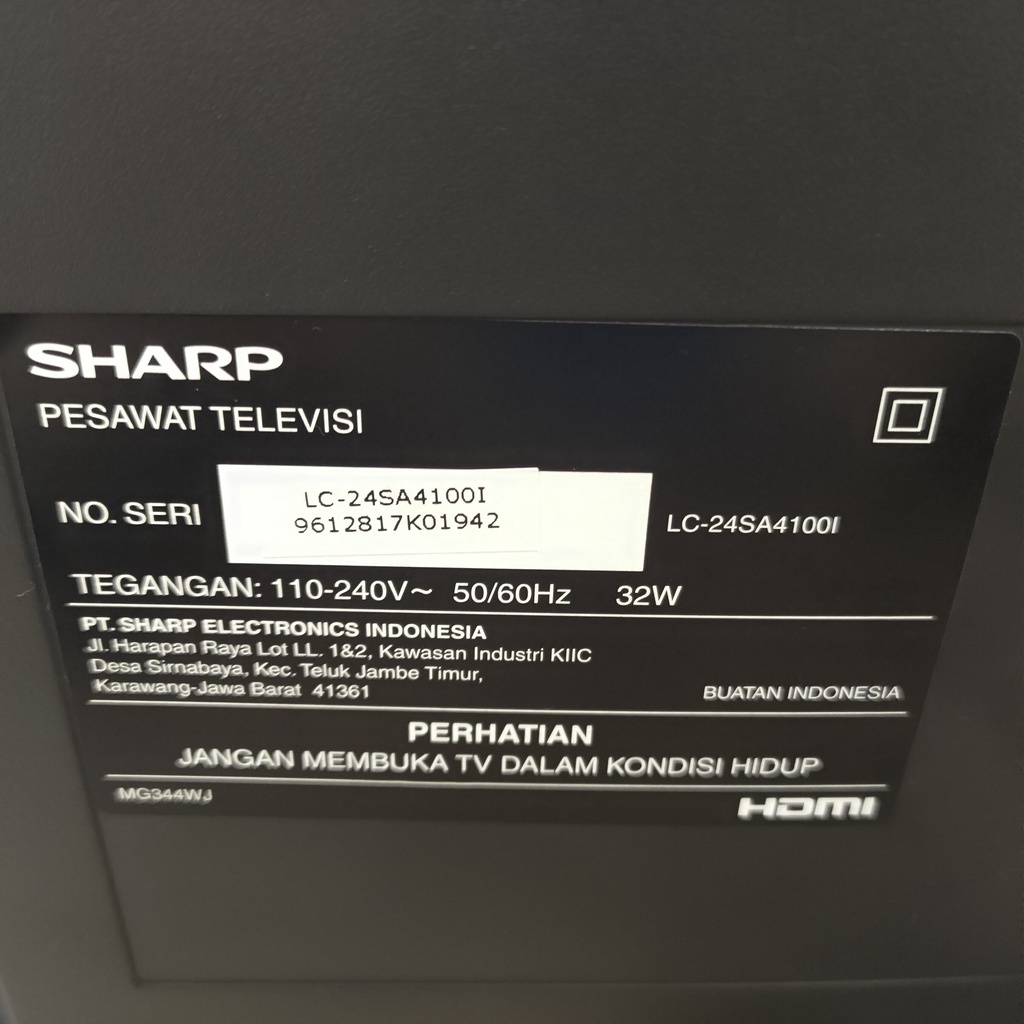 SHARP
PESAWAT TELEVISI
NO. SERI
LC-24SA4100I
9612817K01942
LC-24SA4100I
TEGANGAN: 110-240V~ 50/60Hz 32W
PT. SHARP ELECTRONICS INDONESIA
Jl. Harapan Raya Lot LL. 1&2, Kawasan Industri KIIC
Desa Sirnabaya, Kec. Teluk Jambe Timur,
Karawang-Jawa Barat 41361
BUATAN INDONESIA
PERHATIAN
JANGAN MEMBUKA TV DALAM KONDISI HIDUP
MG344WJ
HDMI